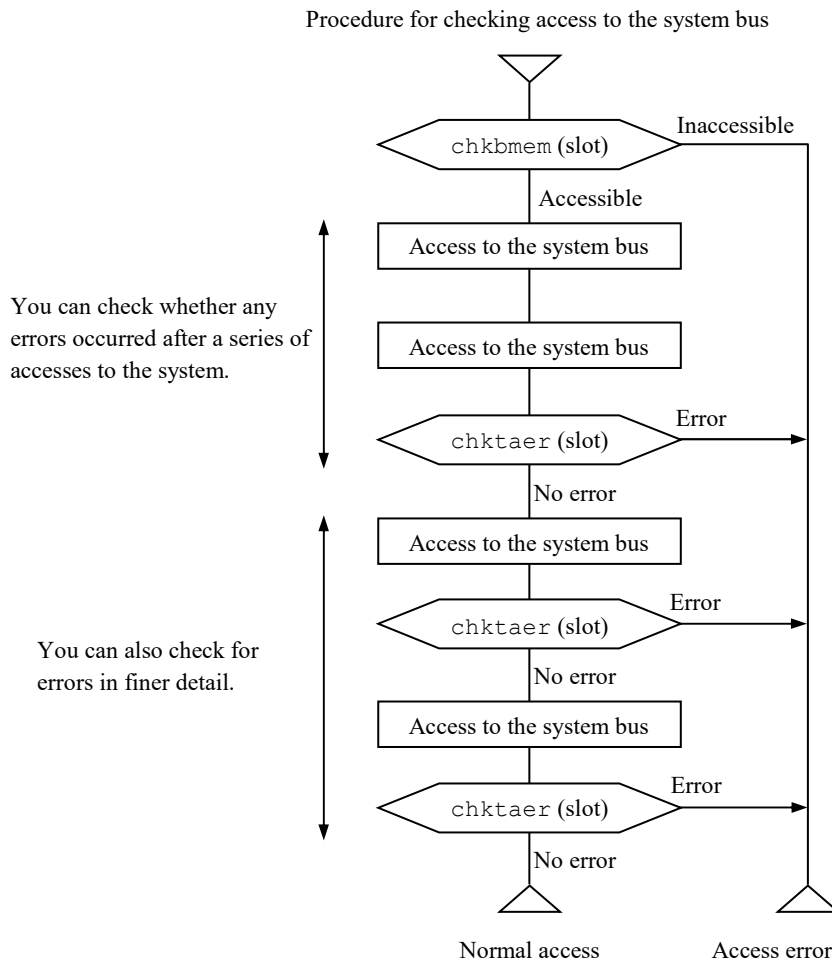 Procedure for checking access to the system bus
chkbmem (slot)
Inaccessible
Accessible
Access to the system bus
You can check whether any
errors occurred after a series of
accesses to the system.
Access to the system bus
chktaer (slot)
Error
No error
Access to the system bus
chktaer (slot)
Error
You can also check for
errors in finer detail.
No error
Access to the system bus
chktaer (slot)
Error
No error
Normal access
Access error